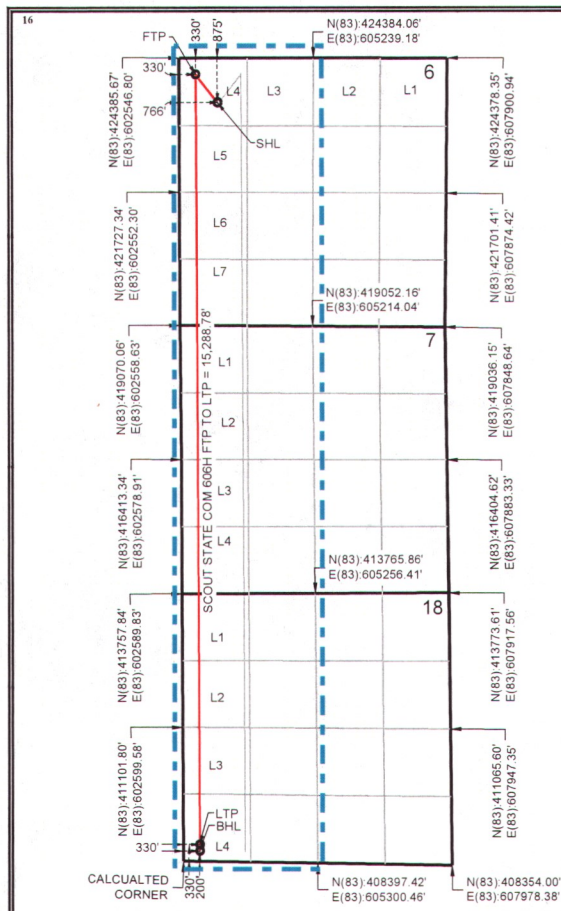 16
330'
875'
N(83):424384.06'
E(83):605239.18'
FTP
330'
766'
L4
L3
6
L2
L1
SHL
N(83):424385.67'
E(83):602546.80'
N(83):424378.35'
E(83):607900.94'
L5
L6
L7
N(83):421727.34'
E(83):602552.30'
N(83):421701.41'
E(83):607874.42'
N(83):419052.16'
E(83):605214.04'
7
N(83):419070.06'
E(83):602558.63'
N(83):419036.15'
E(83):607848.64'
SCOUT STATE COM 606H FTP TO LTP = 15,288.78'
L1
L2
L3
L4
N(83):416413.34'
E(83):602578.91'
N(83):416404.62'
E(83):607883.33'
N(83):413765.86'
E(83):605256.41'
18
N(83):413757.84'
E(83):602589.83'
N(83):413773.61'
E(83):607917.56'
L1
L2
L3
N(83):411101.80'
E(83):602599.58'
N(83):411065.60'
E(83):607947.35'
LTP
BHL
330'
L4
330'
200'
CALCUALTED
CORNER
N(83):408397.42'
E(83):605300.46'
N(83):408354.00'
E(83):607978.38'